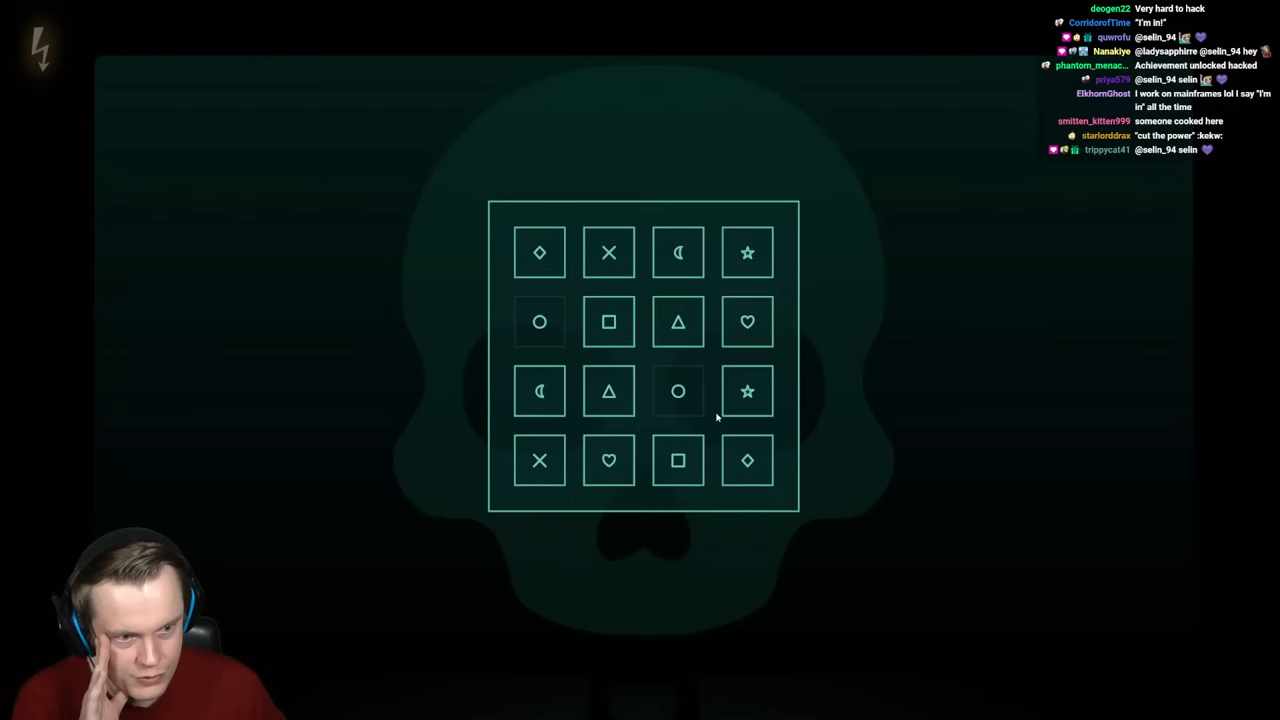 deogen22 Very hard to hack
CorridorofTime "I'm in!"
quwrofu @selin_94
Nanakiye @ladysapphirre @selin_94 hey
phantom_menac... Achievement unlocked hacked
priya579 @selin_94 selin
ElkhornGhost I work on mainframes lol I say "I'm
in" all the time
smitten_kitten999 someone cooked here
starlorddrax "cut the power" :kekw:
trippycat41 @selin_94 selin